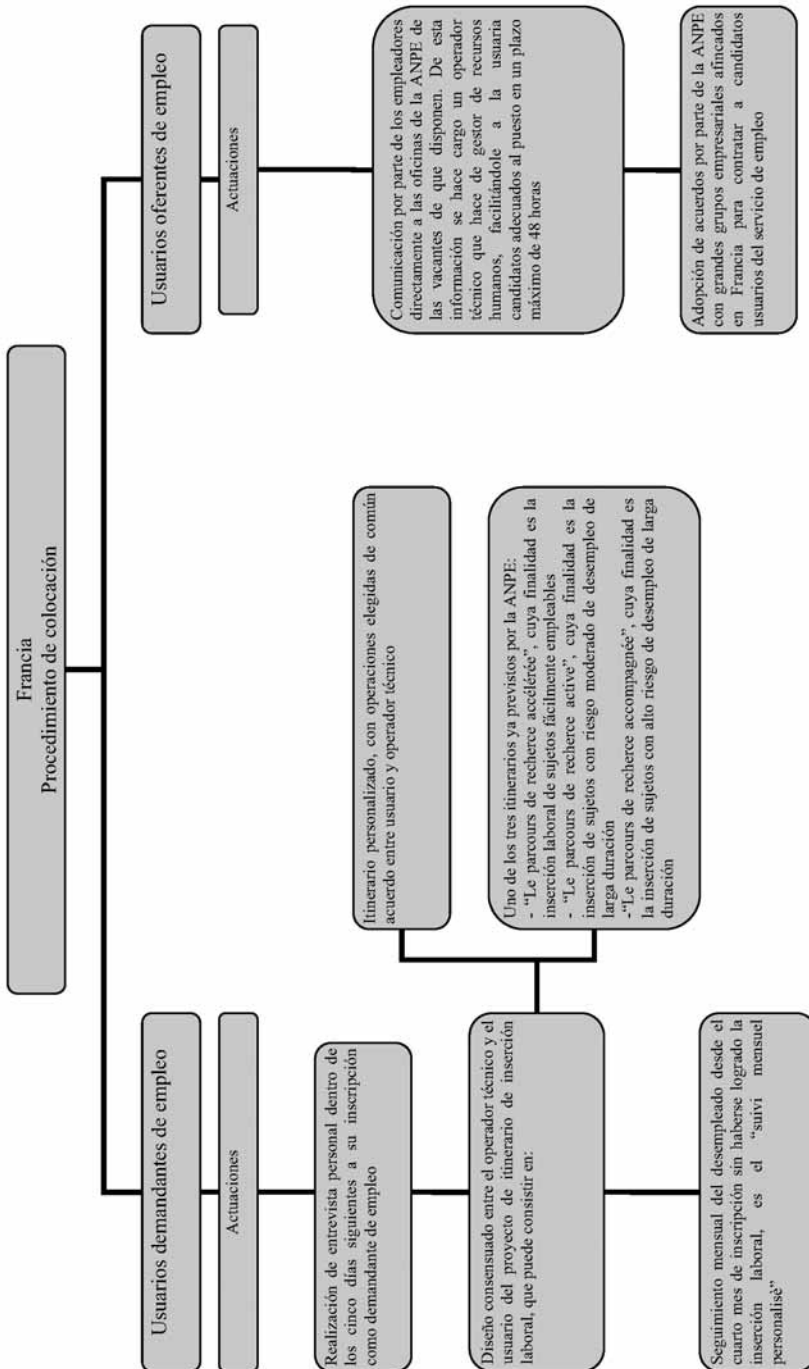 Francia
Procedimiento de colocación
Usuarios demandantes de empleo
Actuaciones
Realización de entrevista personal dentro de
los cinco días siguientes a su inscripción
como demandante de empleo
Diseño consensuado entre el operador técnico y el
usuario del proyecto de itinerario de inserción
laboral, que puede consistir en:
Itinerario personalizado, con operaciones elegidas de común
acuerdo entre usuario y operador técnico
Uno de los tres itinerarios ya previstos por la ANPE:
- “Le parcours de recherce accélérée”, cuya finalidad es la
inserción laboral de sujetos fácilmente empleables
- “Le parcours de recherce active”, cuya finalidad es la
inserción de sujetos con riesgo moderado de desempleo de
larga duración
-“Le parcours de recherce accompagnée”, cuya finalidad es
la inserción de sujetos con alto riesgo de desempleo de larga
duración
Seguimiento mensual del desempleado desde el
cuarto mes de inscripción sin haberse logrado la
inserción laboral, es el “suivi mensuel
personalisè”
Usuarios oferentes de empleo
Actuaciones
Comunicación por parte de los empleadores
directamente a las oficinas de la ANPE de
las vacantes de que disponen. De esta
información se hace cargo un operador
técnico que hace de gestor de recursos
humanos, facilitándole a la usuaria
candidatos adecuados al puesto en un plazo
máximo de 48 horas
Adopción de acuerdos por parte de la ANPE
con grandes grupos empresariales afincados
en Francia para contratar a candidatos
usuarios del servicio de empleo